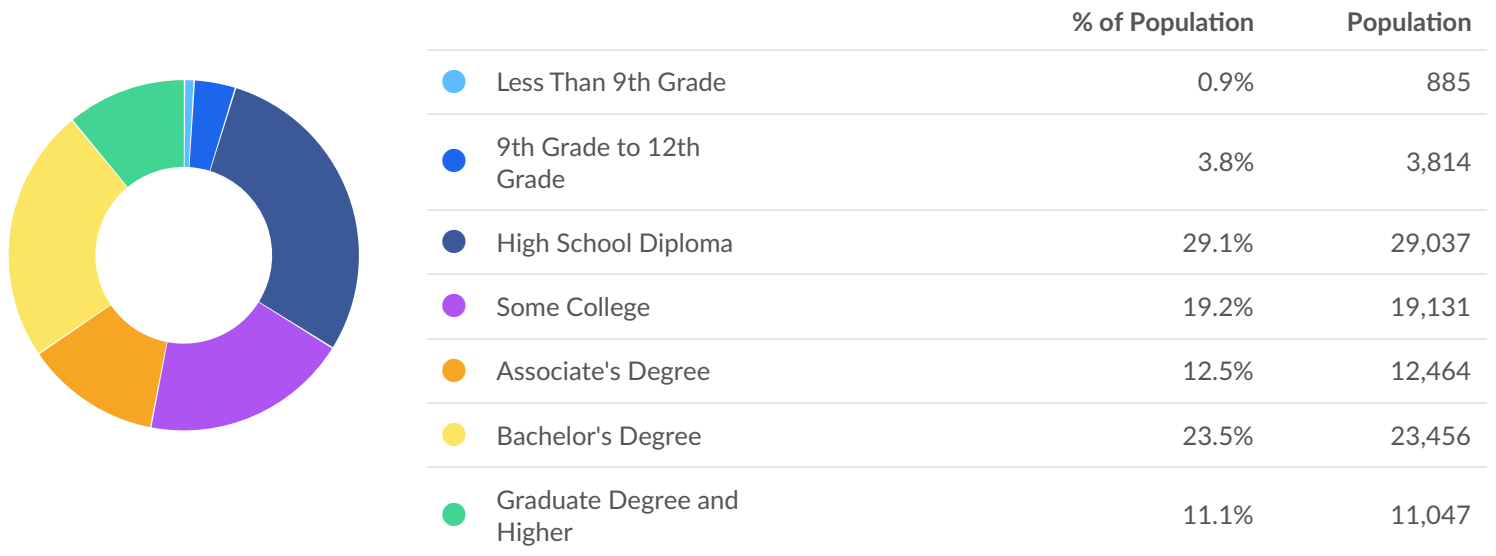 % of Population Population
Less Than 9th Grade 0.9% 885
9th Grade to 12th
Grade 3.8% 3,814
High School Diploma 29.1% 29,037
Some College 19.2% 19,131
Associate's Degree 12.5% 12,464
Bachelor's Degree 23.5% 23,456
Graduate Degree and
Higher 11.1% 11,047